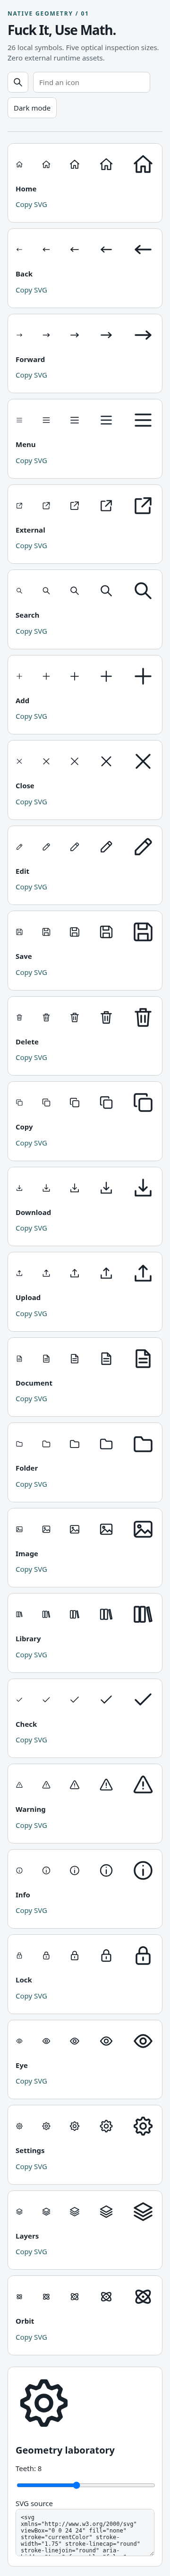 NATIVE GEOMETRY / 01
Fuck It, Use Math.
26 local symbols. Five optical inspection sizes.
Zero external runtime assets.
Find an icon
Dark mode
Home
Copy SVG
Back
Copy SVG
Forward
Copy SVG
Menu
Copy SVG
External
Copy SVG
Search
Copy SVG
Add
Copy SVG
Close
Copy SVG
Edit
Copy SVG
Save
Copy SVG
Delete
Copy SVG
Copy
Copy SVG
Download
Copy SVG
Upload
Copy SVG
Document
Copy SVG
Folder
Copy SVG
Image
Copy SVG
Library
Copy SVG
Check
Copy SVG
Warning
Copy SVG
Info
Copy SVG
Lock
Copy SVG
Eye
Copy SVG
Settings
Copy SVG
Layers
Copy SVG
Orbit
Copy SVG
Geometry laboratory
Teeth: 8
SVG source
<svg
xmlns="http://www.w3.org/2000/svg"
viewBox="0 0 24 24" fill="none"
stroke="currentColor" stroke-
width="1.75" stroke-linecap="round"
stroke-linejoin="round" aria-